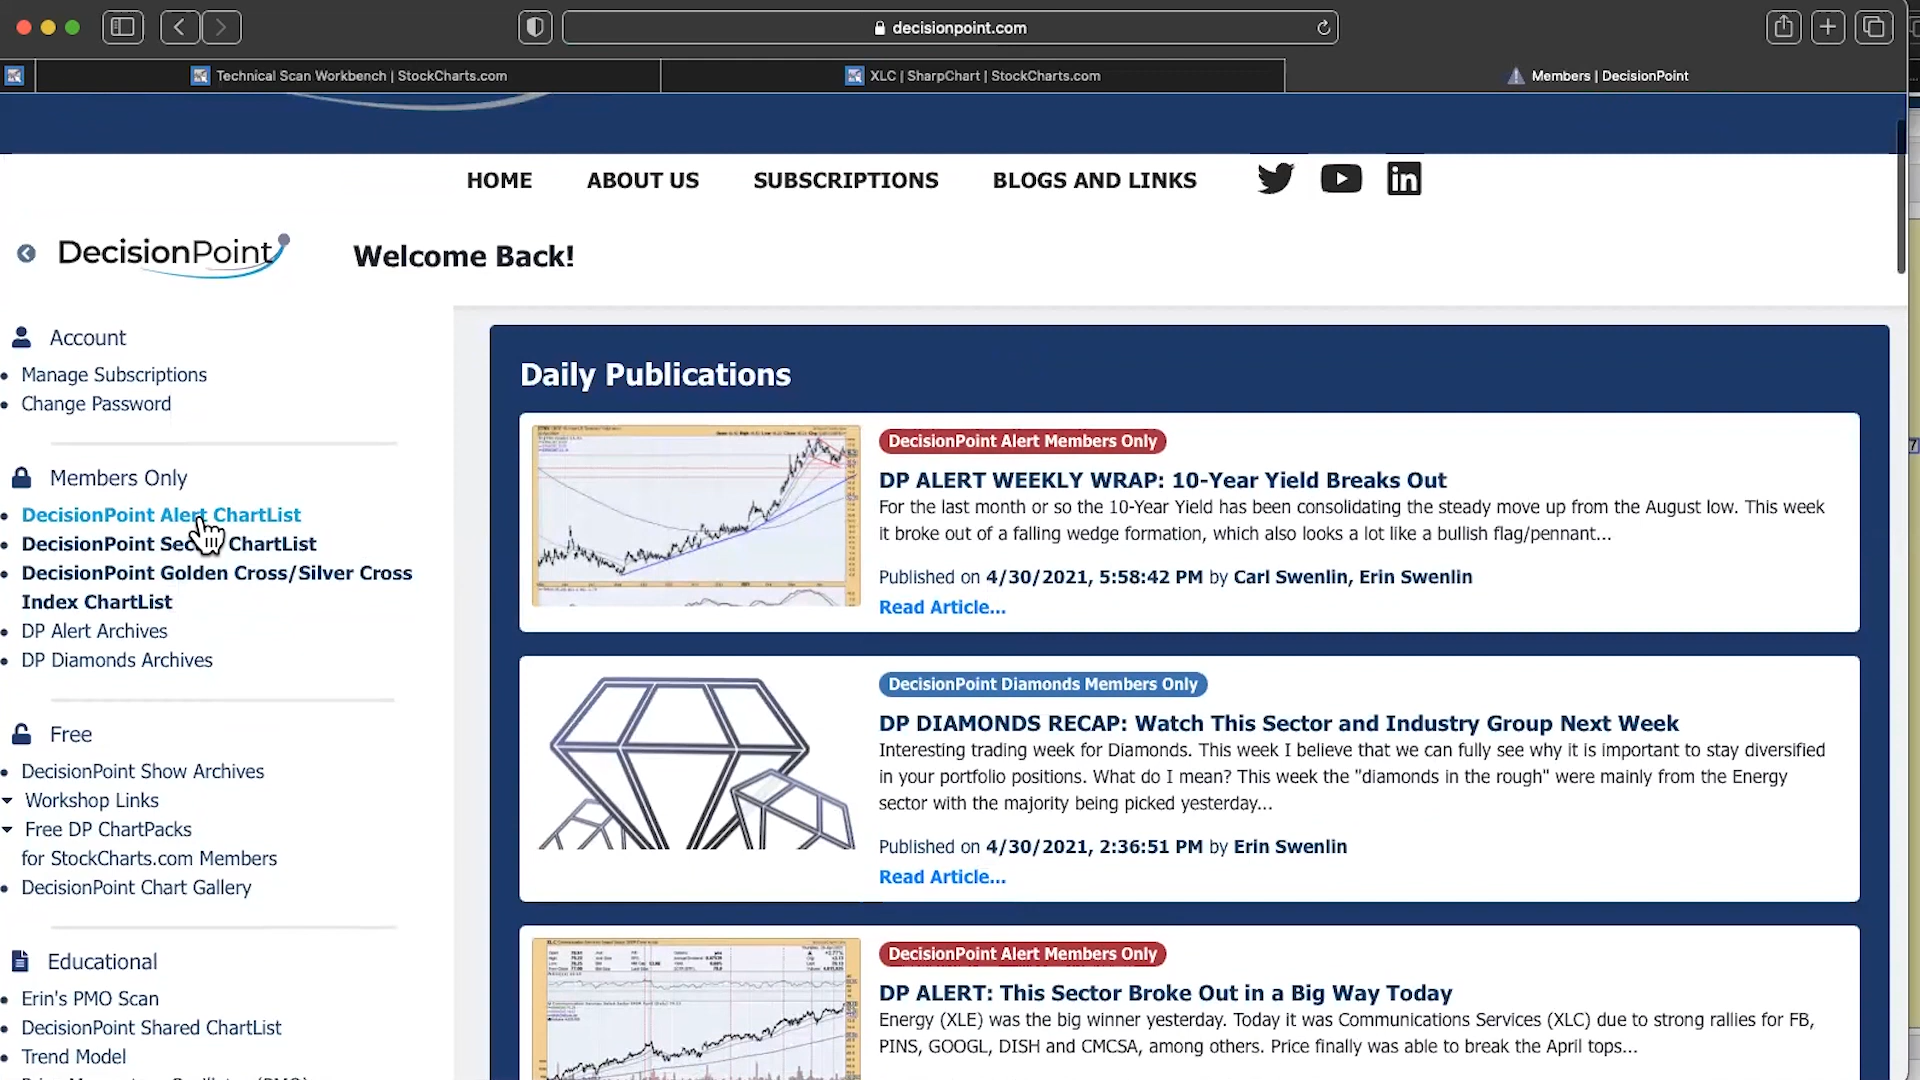 decisionpoint.com
Technical Scan Workbench | StockCharts.com
XLC | SharpChart | StockCharts.com
Members | DecisionPoint
HOME
ABOUT US
SUBSCRIPTIONS
BLOGS AND LINKS
DecisionPoint
Welcome Back!
Account
Manage Subscriptions
Change Password
Members Only
DecisionPoint Alert ChartList
DecisionPoint ChartList
DecisionPoint Golden Cross/Silver Cross
Index ChartList
DP Alert Archives
DP Diamonds Archives
Free
DecisionPoint Show Archives
Workshop Links
Free DP ChartPacks
for StockCharts.com Members
DecisionPoint Chart Gallery
Educational
Erin's PMO Scan
DecisionPoint Shared ChartList
Trend Model
Daily Publications
DecisionPoint Alert Members Only
DP ALERT WEEKLY WRAP: 10-Year Yield Breaks Out
For the last month or so the 10-Year Yield has been consolidating the steady move up from the August low. This week
it broke out of a falling wedge formation, which also looks a lot like a bullish flag/pennant...
Published on 4/30/2021, 5:58:42 PM by Carl Swenlin, Erin Swenlin
Read Article...
DecisionPoint Diamonds Members Only
DP DIAMONDS RECAP: Watch This Sector and Industry Group Next Week
Interesting trading week for Diamonds. This week I believe that we can fully see why it is important to stay diversified
in your portfolio positions. What do I mean? This week the "diamonds in the rough" were mainly from the Energy
sector with the majority being picked yesterday...
Published on 4/30/2021, 2:36:51 PM by Erin Swenlin
Read Article...
DecisionPoint Alert Members Only
DP ALERT: This Sector Broke Out in a Big Way Today
Energy (XLE) was the big winner yesterday. Today it was Communications Services (XLC) due to strong rallies for FB,
PINS, GOOGL, DISH and CMCSA, among others. Price finally was able to break the April tops...